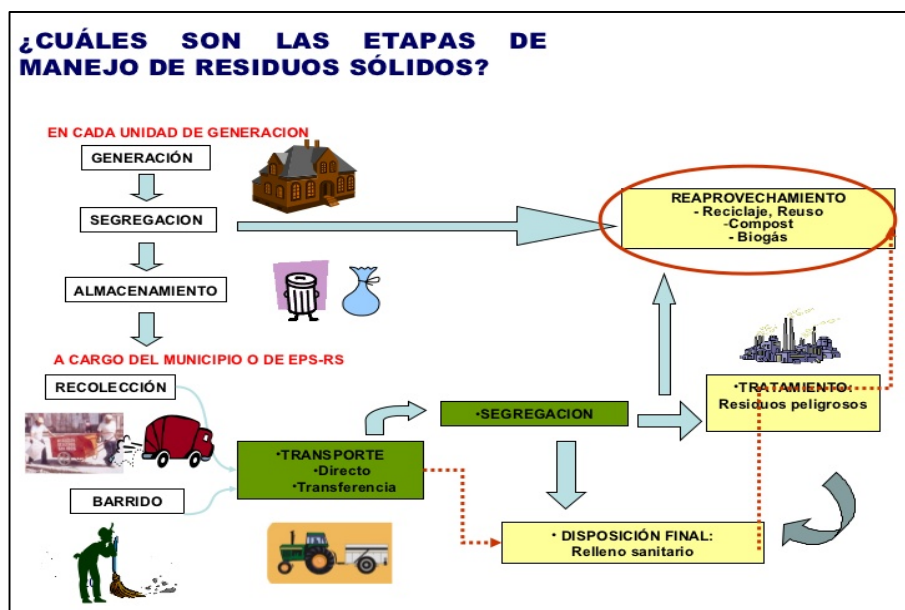 ¿CUÁLES SON LAS ETAPAS DE
MANEJO DE RESIDUOS SÓLIDOS?
EN CADA UNIDAD DE GENERACION
GENERACIÓN
SEGREGACION
ALMACENAMIENTO
REAPROVECHAMIENTO
- Reciclaje, Reuso
-Compost
- Biogás
A CARGO DEL MUNICIPIO O DE EPS-RS
RECOLECCIÓN
BARRIDO
•TRANSPORTE
•Directo
•Transferencia
•SEGREGACION
•TRATAMIENTO:
Residuos peligrosos
• DISPOSICIÓN FINAL:
Relleno sanitario